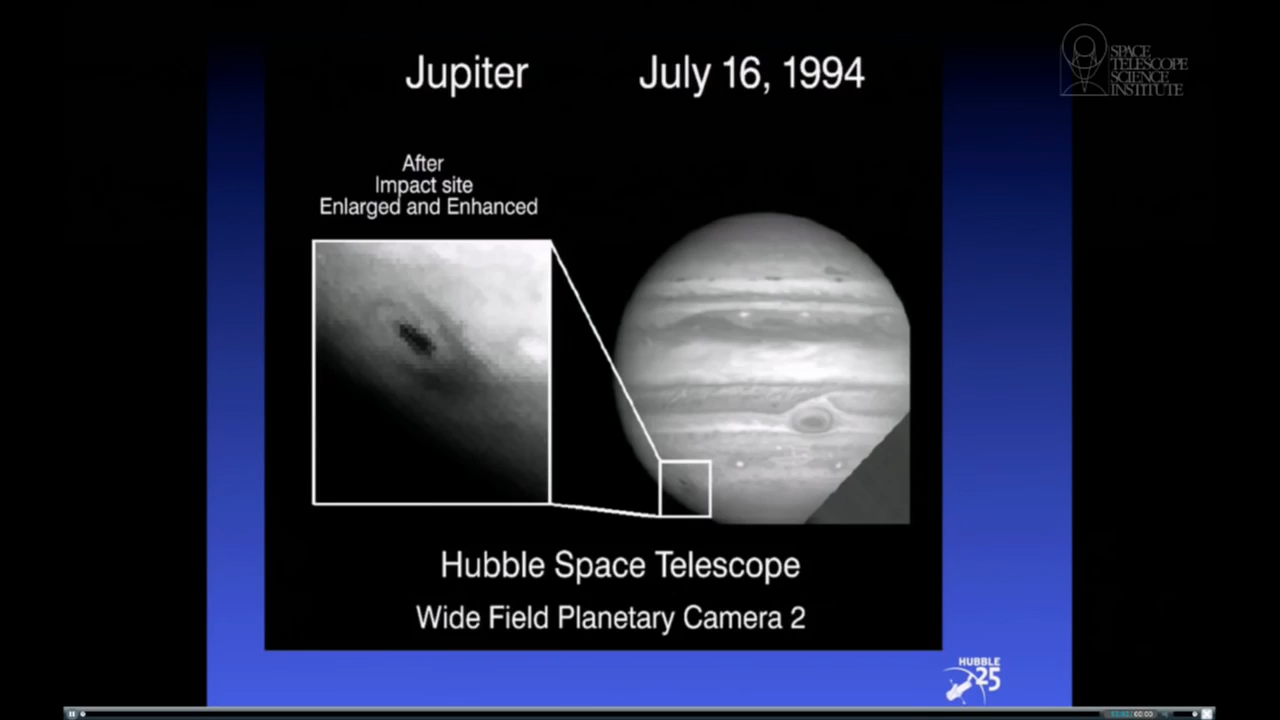 Jupiter July 16, 1994
SPACE
TELESCOPE
SCIENCE
INSTITUTE
After
Impact site
Enlarged and Enhanced
Hubble Space Telescope
Wide Field Planetary Camera 2
HUBBLE
25